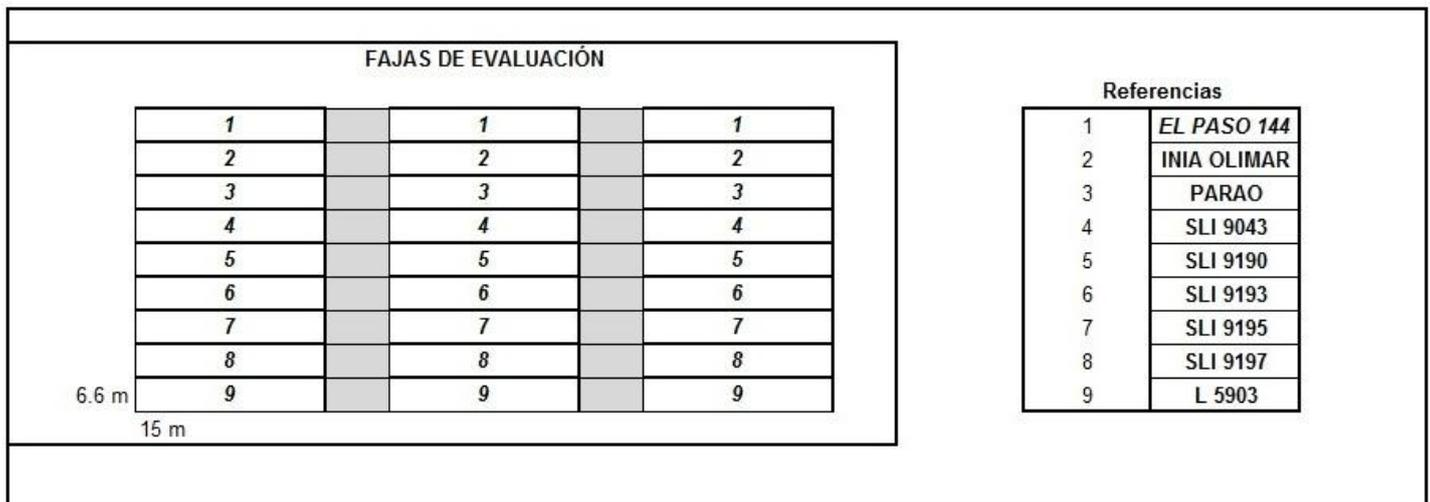 FAJAS DE EVALUACIÓN
1 1 1
2 2 2
3 3 3
4 4 4
5 5 5
6 6 6
7 7 7
8 8 8
6.6 m 9 9 9
15 m
Referencias
1 EL PASO 144
2 INIA OLIMAR
3 PARAO
4 SLI 9043
5 SLI 9190
6 SLI 9193
7 SLI 9195
8 SLI 9197
9 L 5903